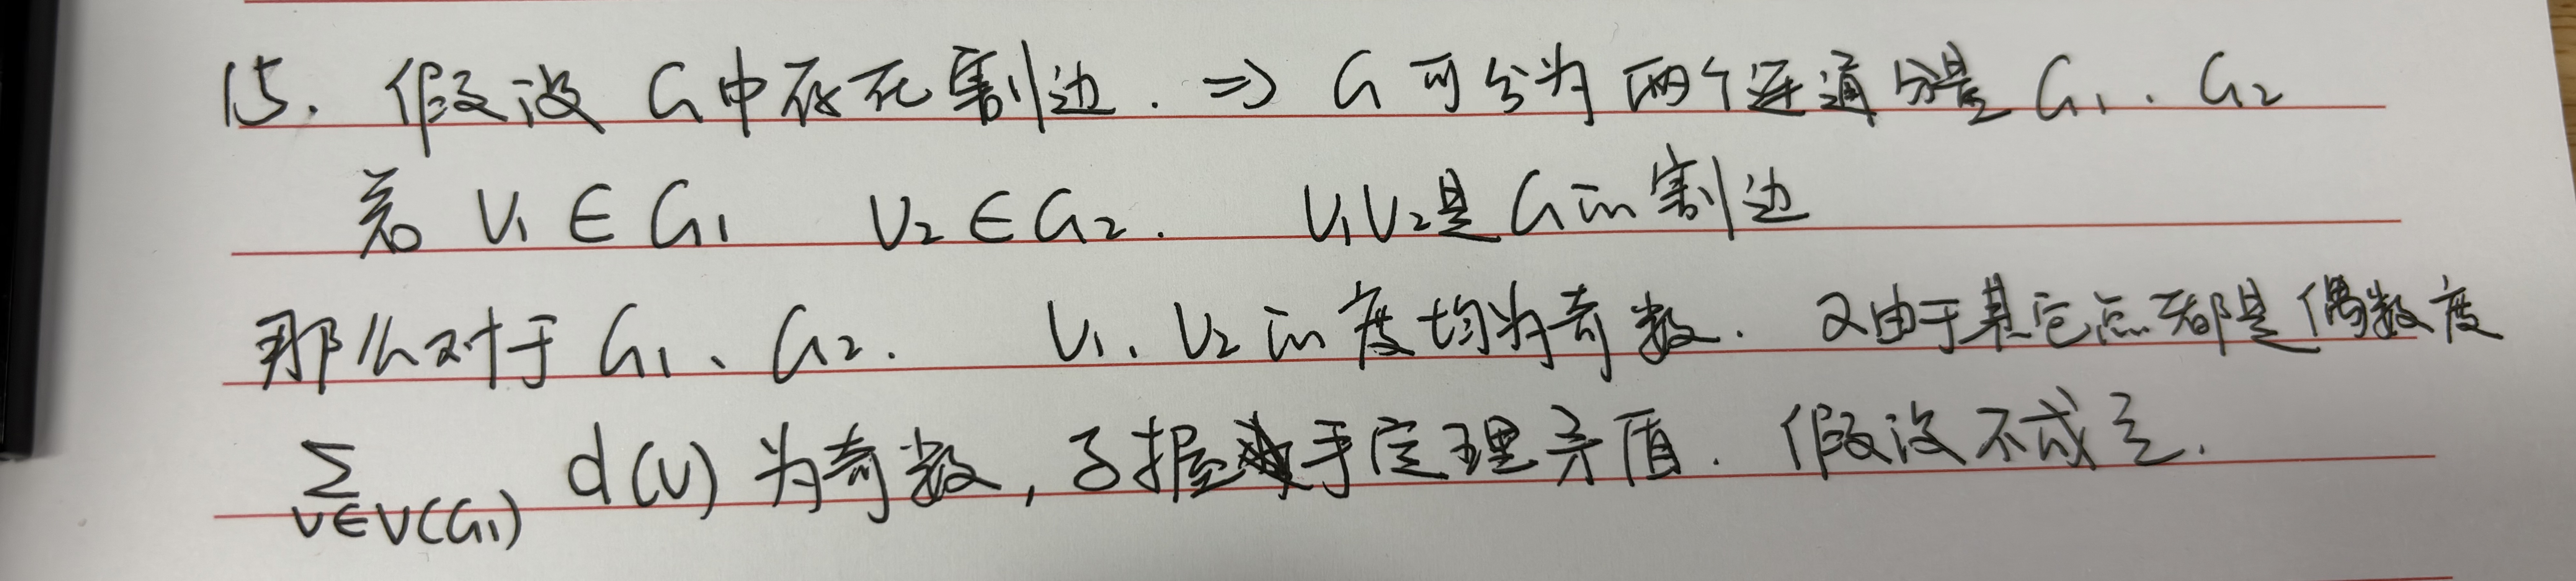 15. 假设 G中存在割边. ⇒ G 可分为 两个连通分量 G₁、G₂
若 V₁ ∈ G₁ V₂ ∈ G₂. V₁V₂是G的割边
那么对于 G₁、G₂. V₁、V₂ 的度均为奇数. 又由于其它点都是偶数度
∑_{v∈V(G₁)} d(v) 为奇数, 与握手定理矛盾. 假设不成立.